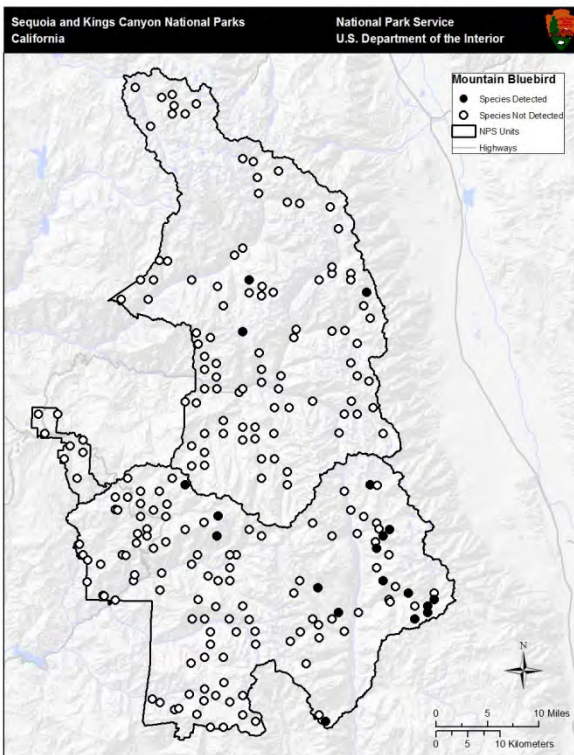 Sequoia and Kings Canyon National Parks
California
National Park Service
U.S. Department of the Interior
Mountain Bluebird
Species Detected
Species Not Detected
NPS Units
Highways
N
0 5 10 Miles
0 5 10 Kilometers